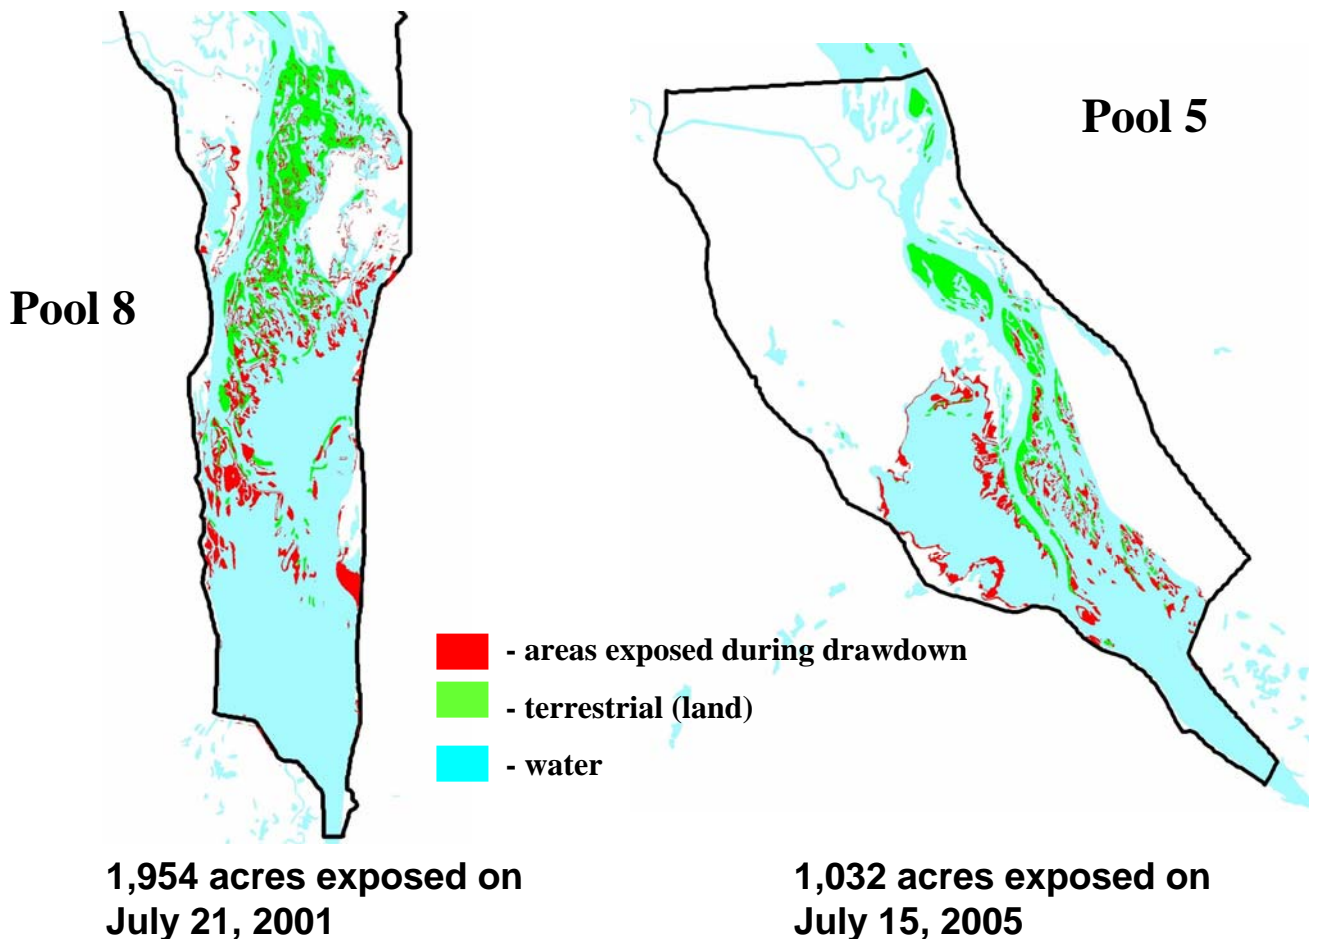 Pool 8
Pool 5
- areas exposed during drawdown
- terrestrial (land)
- water
1,954 acres exposed on
July 21, 2001
1,032 acres exposed on
July 15, 2005